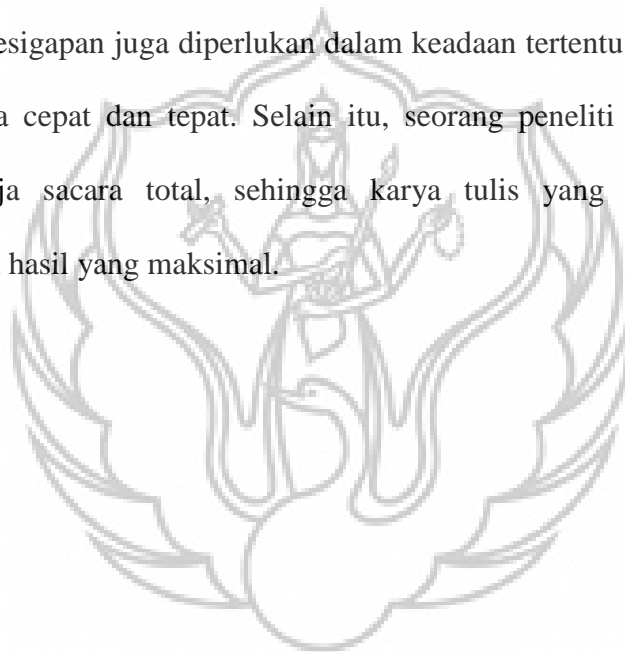 esigapan juga diperlukan dalam keadaan tertentu
a cepat dan tepat. Selain itu, seorang peneliti
ja sacara total, sehingga karya tulis yang
hasil yang maksimal.